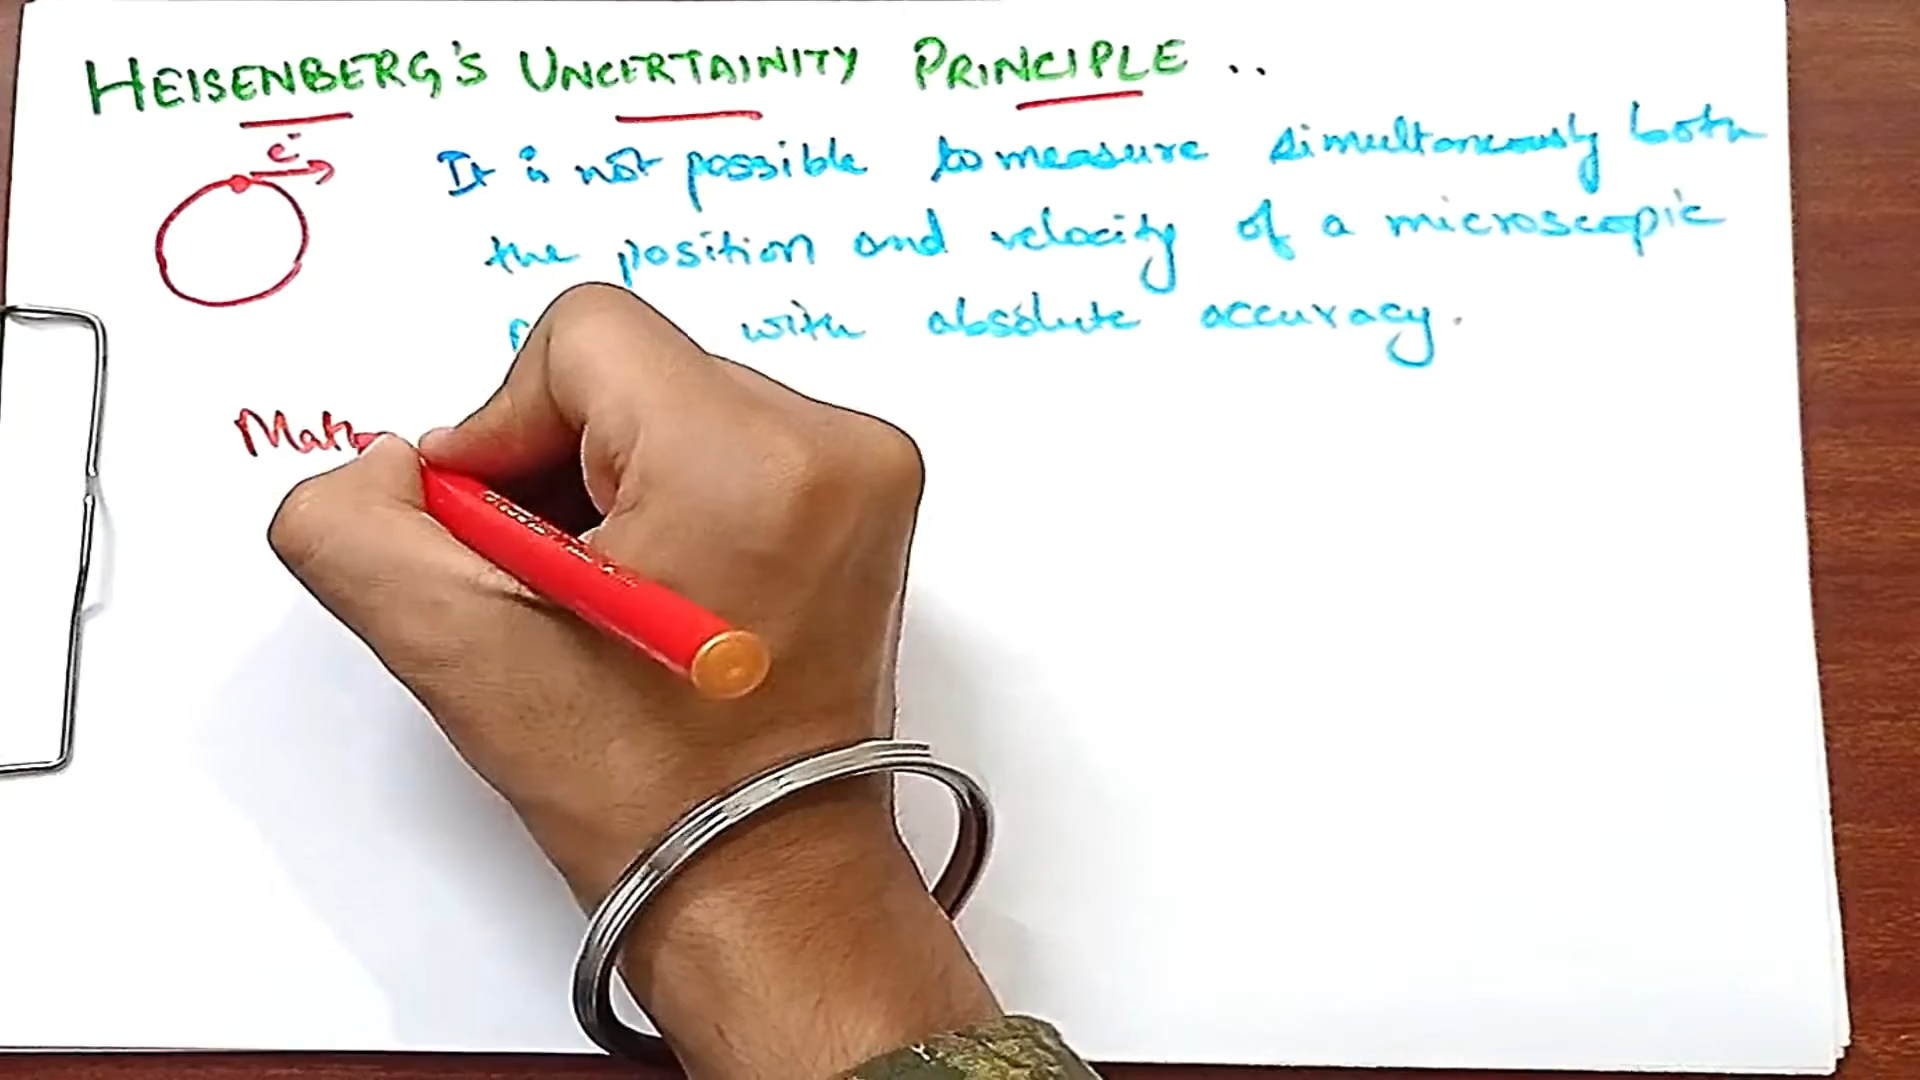 HEISENBERG'S UNCERTAINITY PRINCIPLE ..
e⁻
It is not possible to measure simultaneously both
the position and velocity of a microscopic
with absolute accuracy.
Math